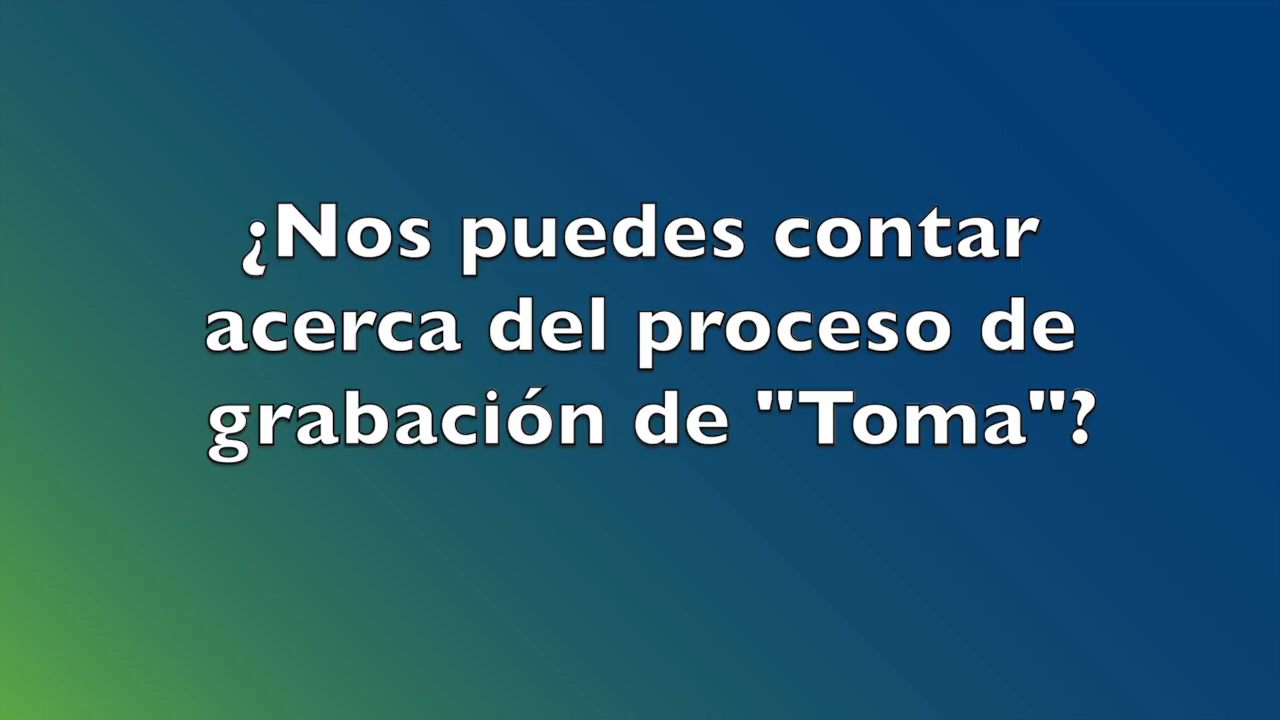 ¿Nos puedes contar
acerca del proceso de
grabación de "Toma"?